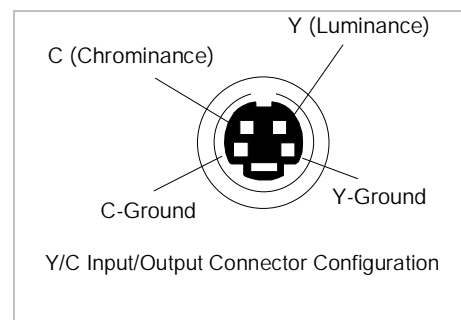 Y (Luminance)
C (Chrominance)
C-Ground
Y-Ground
Y/C Input/Output Connector Configuration